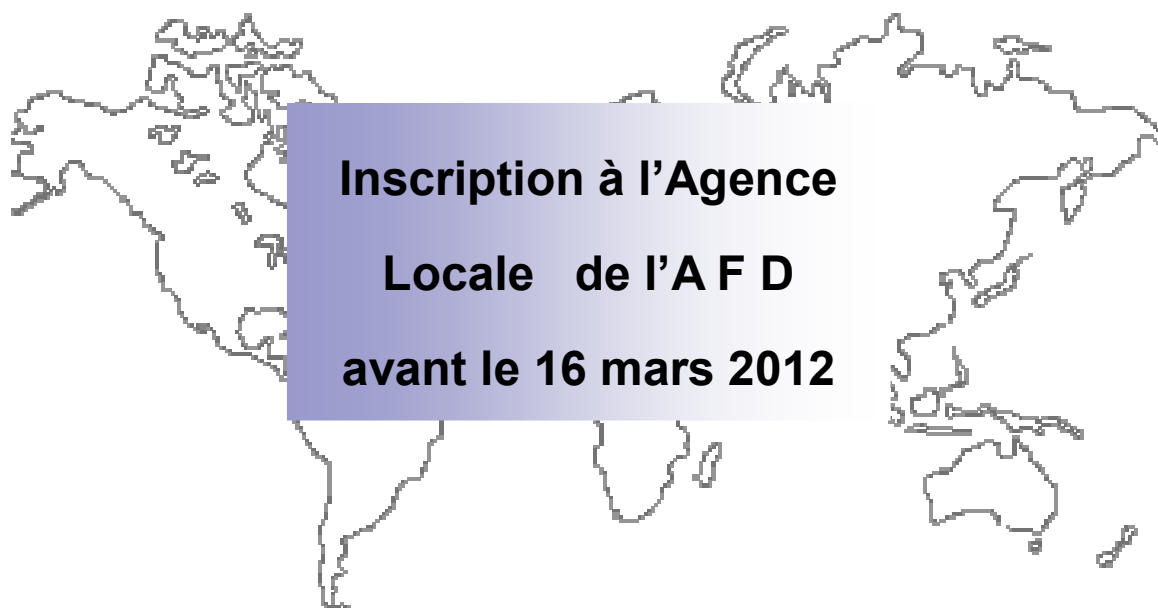 Inscription à l’Agence
Locale de l’A F D
avant le 16 mars 2012